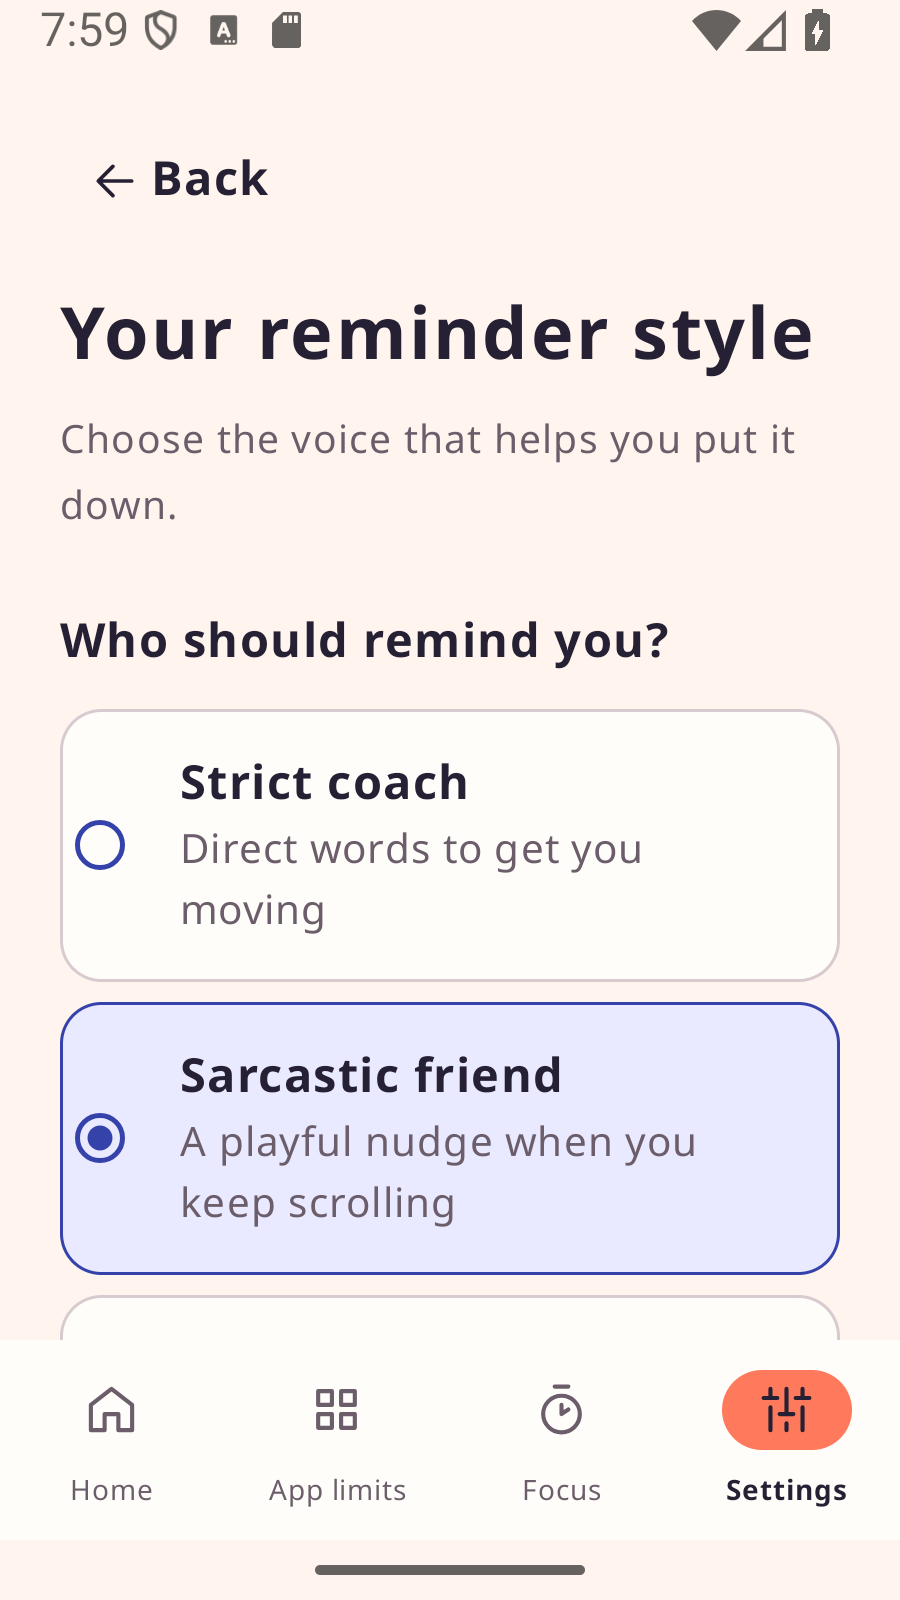 7:59
Back
Your reminder style
Choose the voice that helps you put it
down.
Who should remind you?
Strict coach
Direct words to get you
moving
Sarcastic friend
A playful nudge when you
keep scrolling
Home
App limits
Focus
Settings